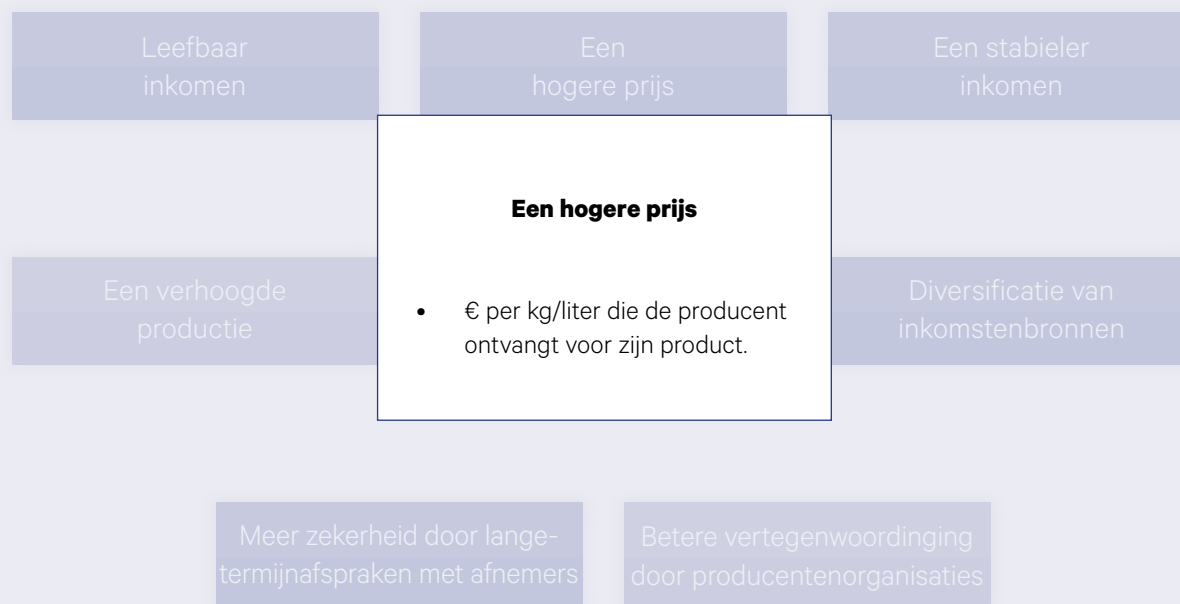 Leefbaar
inkomen
Een
hogere prijs
Een stabieler
inkomen
Een hogere prijs
• € per kg/liter die de producent
ontvangt voor zijn product.
Een verhoogde
productie
Diversificatie van
inkomstenbronnen
Meer zekerheid door lange-
termijnafspraken met afnemers
Betere vertegenwoordinging
door producentenorganisaties